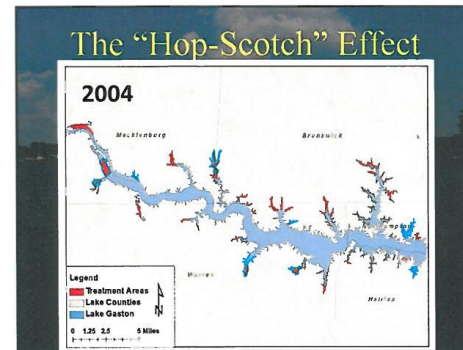 The “Hop-Scotch” Effect
2004
Mecklenburg
Brunswick
Warren
Halifax
Legend
Treatment Areas
Lake Counties
Lake Gaston
N
0 1.25 2.5 5 Miles